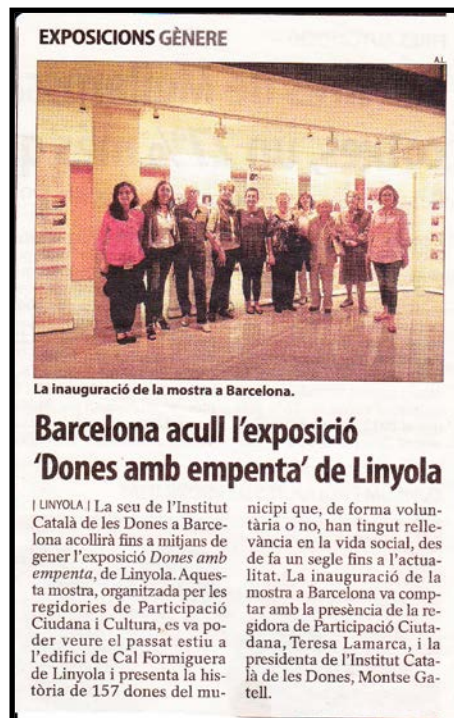 EXPOSICIONS GÈNERE
A.L.
La inauguració de la mostra a Barcelona.
Barcelona acull l'exposició
'Dones amb empenta' de Linyola
| LINYOLA | La seu de l'Institut
Català de les Dones a Barce-
lona acollirà fins a mitjans de
gener l'exposició Dones amb
empenta, de Linyola. Aques-
ta mostra, organitzada per les
regidories de Participació
Ciudana i Cultura, es va po-
der veure el passat estiu a
l'edifici de Cal Formiguera
de Linyola i presenta la his-
tòria de 157 dones del mu-
nicipi que, de forma volun-
tària o no, han tingut relle-
vància en la vida social, des
de fa un segle fins a l'actua-
litat. La inauguració de la
mostra a Barcelona va comp-
tar amb la presència de la re-
gidora de Participació Ciuta-
dana, Teresa Lamarca, i la
presidenta de l'Institut Cata-
là de les Dones, Montse Ga-
tell.